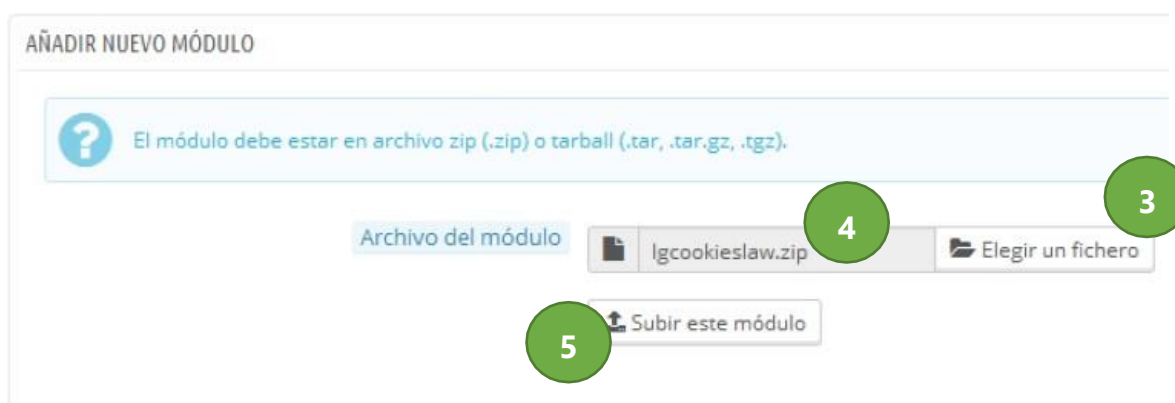 AÑADIR NUEVO MÓDULO
El módulo debe estar en archivo zip (.zip) o tarball (.tar, .tar.gz, .tgz).
3
4
Archivo del módulo lgcookieslaw.zip Elegir un fichero
Subir este módulo
5